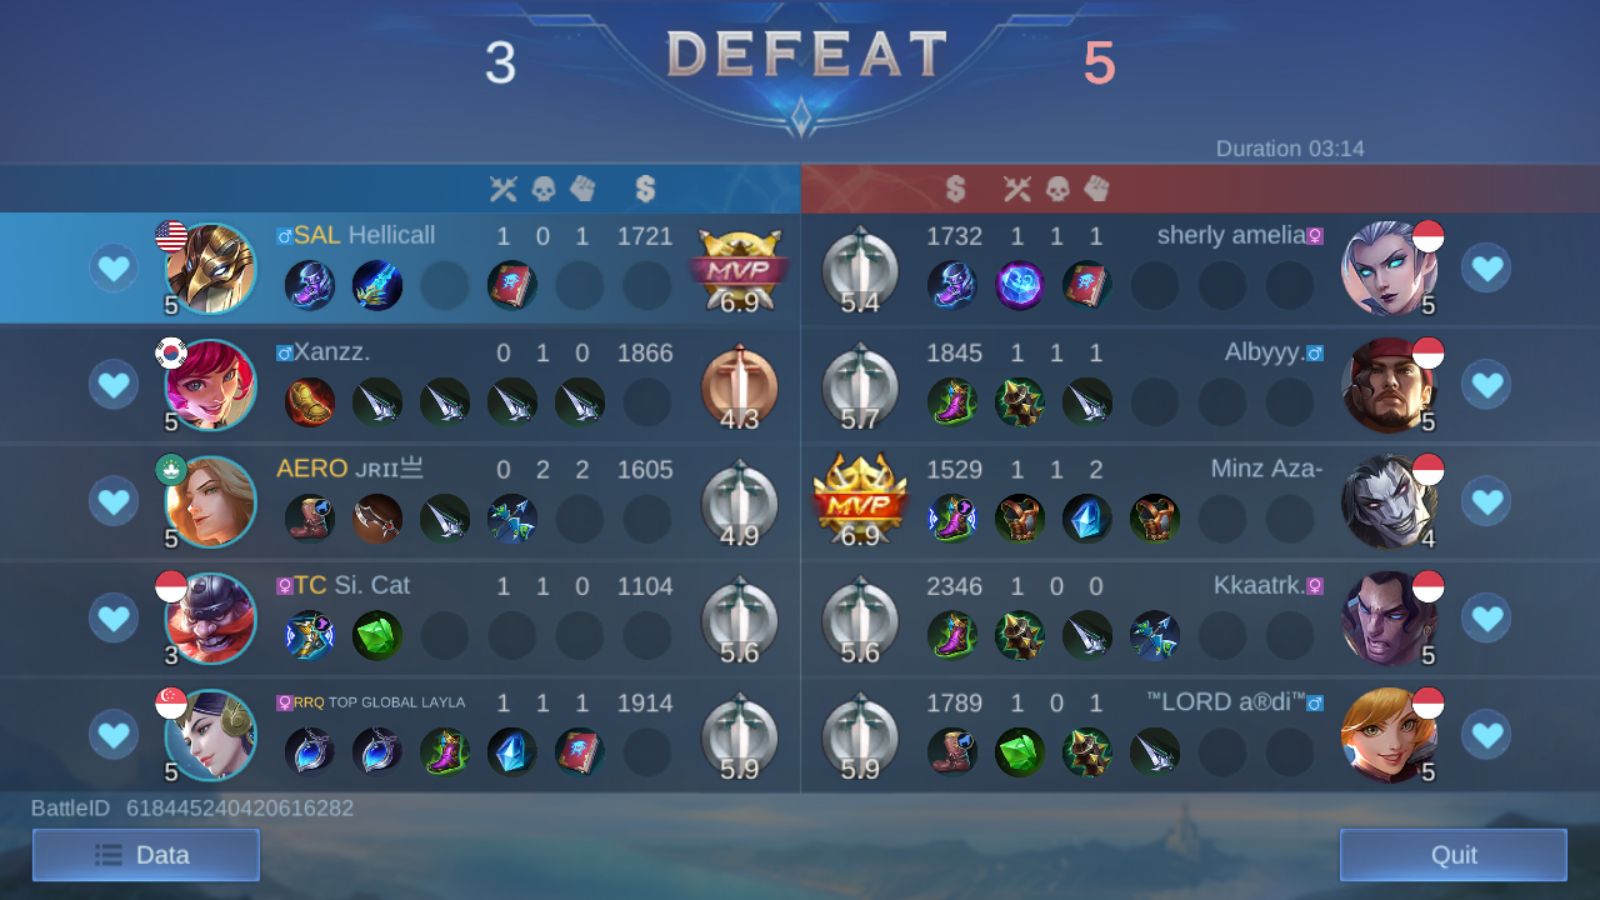 3 DEFEAT 5
Duration 03:14
SAL Hellicall 1 0 1 1721
MVP
5 6.9
5.4 1732 1 1 1 sherly amelia
5
Xanzz. 0 1 0 1866
5 4.3
5.7 1845 1 1 1 Albyyy.
5
AERO JRII亗 0 2 2 1605
5 4.9
MVP
6.9 1529 1 1 2 Minz Aza-
4
TC Si. Cat 1 1 0 1104
3 5.6
5.6 2346 1 0 0 Kkaatrk.
5
RRQ TOP GLOBAL LAYLA 1 1 1 1914
5 5.9
5.9 1789 1 0 1 ™LORD a®di™
5
BattleID 618445240420616282
Data
Quit